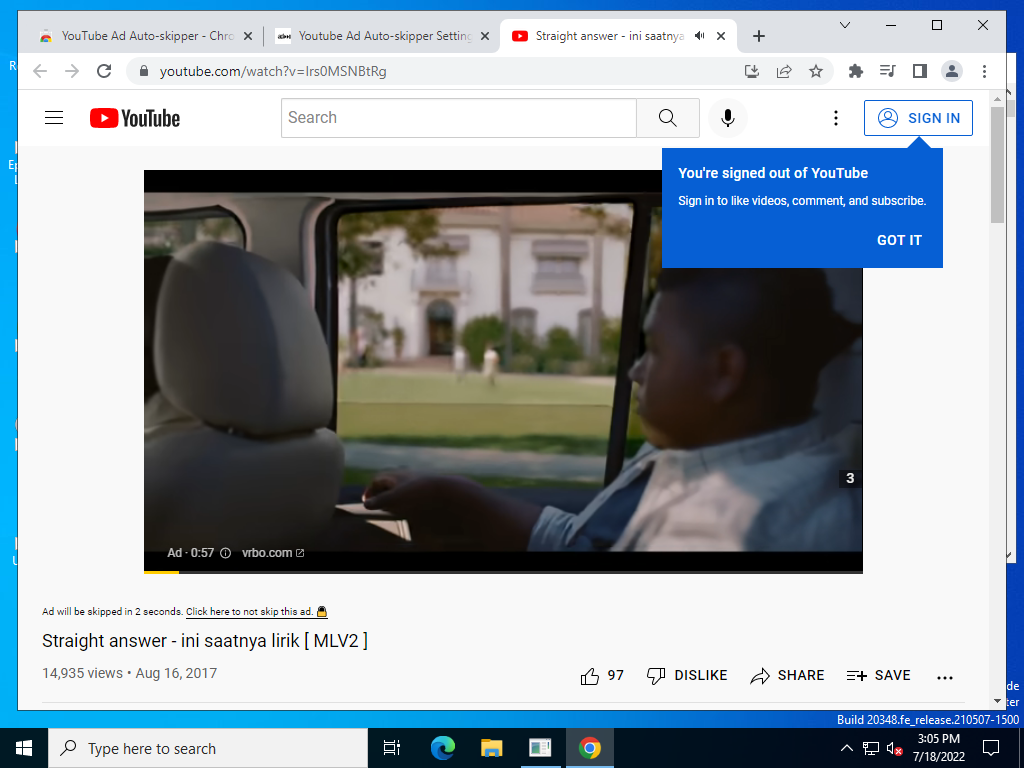 YouTube Ad Auto-skipper - Chro
Youtube Ad Auto-skipper Setting
Straight answer - ini saatnya
youtube.com/watch?v=Irs0MSNBtRg
YouTube
Search
SIGN IN
You're signed out of YouTube
Sign in to like videos, comment, and subscribe.
GOT IT
3
Ad · 0:57
vrbo.com
Ad will be skipped in 2 seconds. Click here to not skip this ad.
Straight answer - ini saatnya lirik [ MLV2 ]
14,935 views • Aug 16, 2017
97
DISLIKE
SHARE
SAVE
Build 20348.fe_release.210507-1500
Type here to search
3:05 PM
7/18/2022